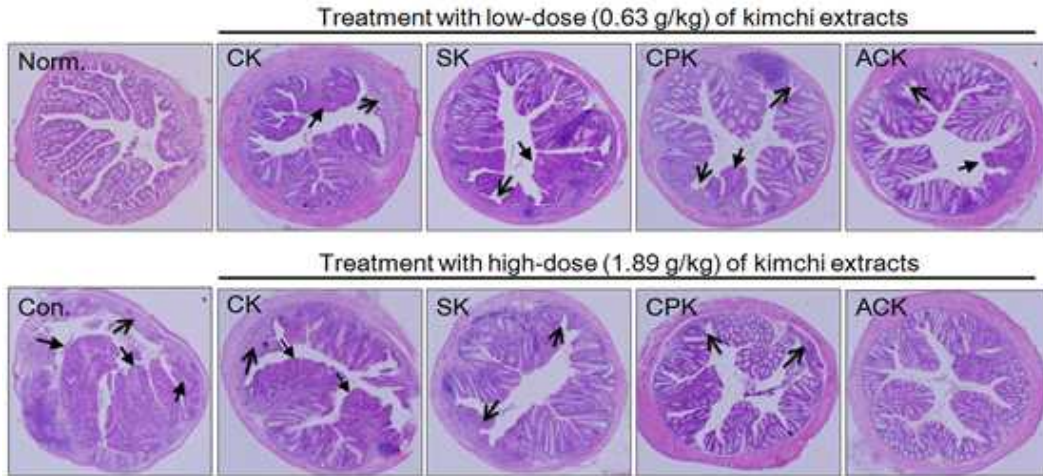 Treatment with low-dose (0.63 g/kg) of kimchi extracts
Norm. CK SK CPK ACK
Treatment with high-dose (1.89 g/kg) of kimchi extracts
Con. CK SK CPK ACK